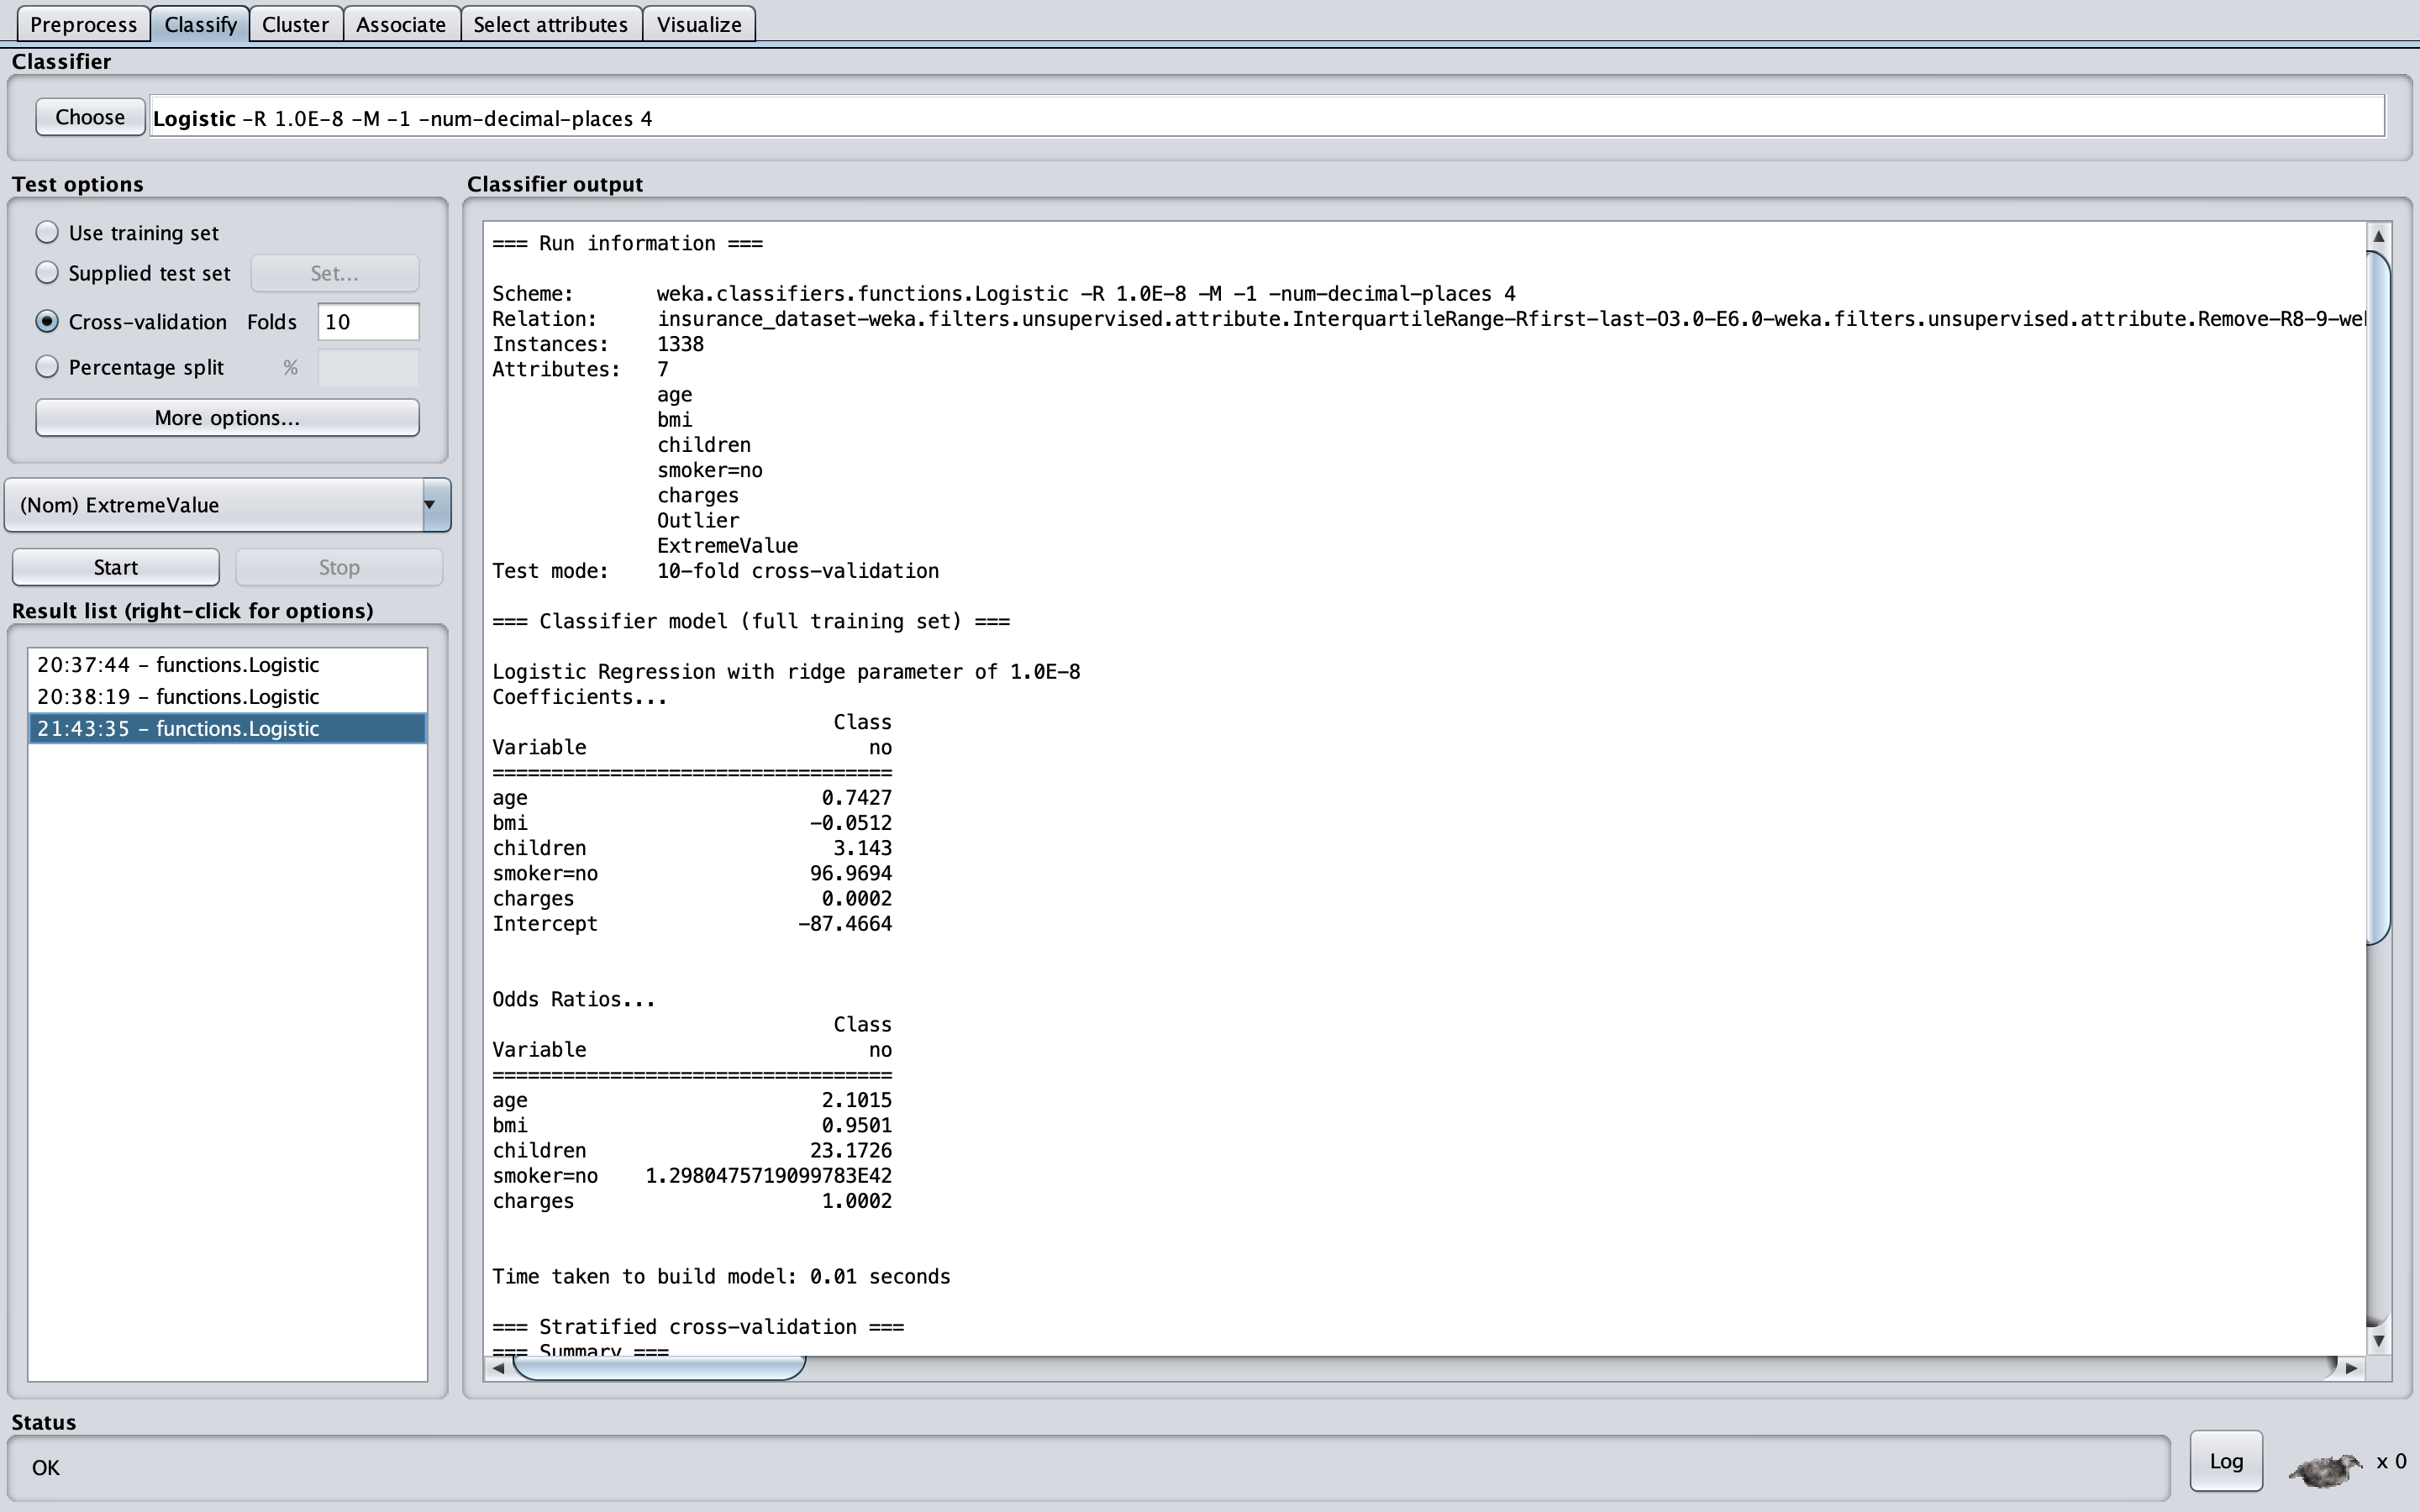 Preprocess Classify Cluster Associate Select attributes Visualize
Classifier
Choose Logistic -R 1.0E-8 -M -1 -num-decimal-places 4
Test options
Use training set
Supplied test set Set...
Cross-validation Folds 10
Percentage split %
More options...
(Nom) ExtremeValue
Start Stop
Result list (right-click for options)
20:37:44 - functions.Logistic
20:38:19 - functions.Logistic
21:43:35 - functions.Logistic
Classifier output
=== Run information ===
Scheme: weka.classifiers.functions.Logistic -R 1.0E-8 -M -1 -num-decimal-places 4
Relation: insurance_dataset-weka.filters.unsupervised.attribute.InterquartileRange-Rfirst-last-O3.0-E6.0-weka.filters.unsupervised.attribute.Remove-R8-9-wel
Instances: 1338
Attributes: 7
age
bmi
children
smoker=no
charges
Outlier
ExtremeValue
Test mode: 10-fold cross-validation
=== Classifier model (full training set) ===
Logistic Regression with ridge parameter of 1.0E-8
Coefficients...
Class
Variable no
==================================
age 0.7427
bmi -0.0512
children 3.143
smoker=no 96.9694
charges 0.0002
Intercept -87.4664
Odds Ratios...
Class
Variable no
==================================
age 2.1015
bmi 0.9501
children 23.1726
smoker=no 1.2980475719099783E42
charges 1.0002
Time taken to build model: 0.01 seconds
=== Stratified cross-validation ===
=== Summary ===
Status
OK
Log x 0